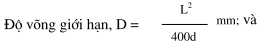 Độ võng giới hạn, D = L²/400d mm; và